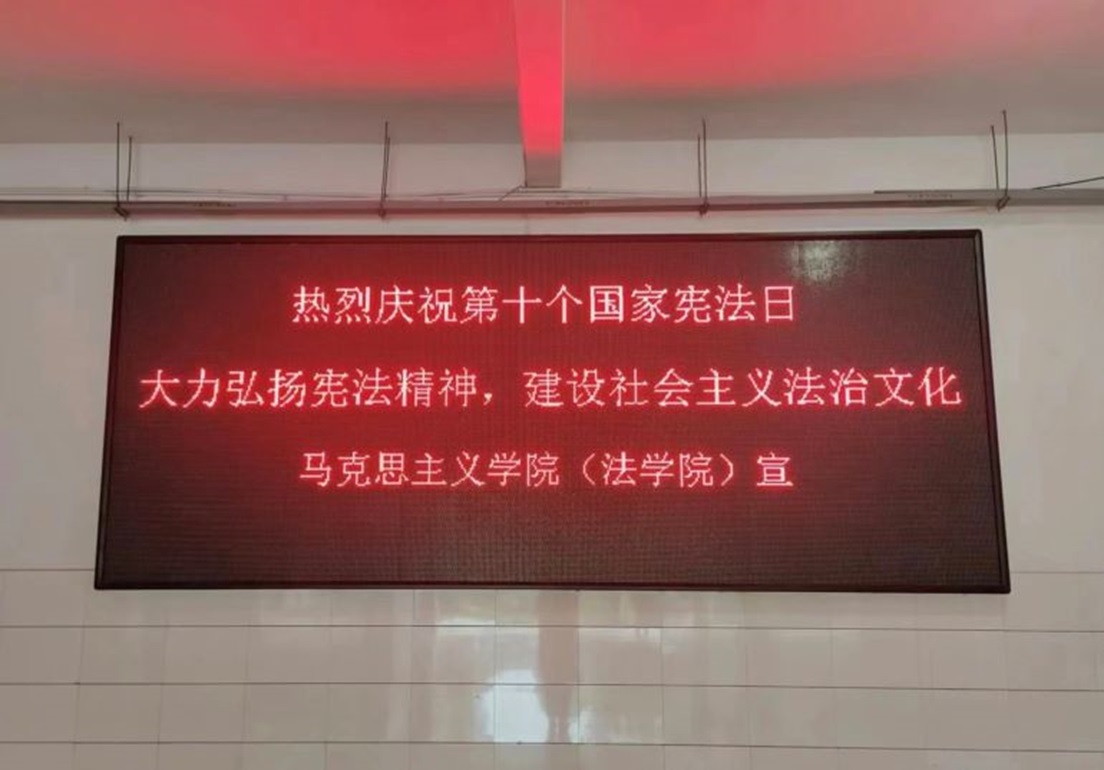 热烈庆祝第十个国家宪法日
大力弘扬宪法精神，建设社会主义法治文化
马克思主义学院（法学院）宣